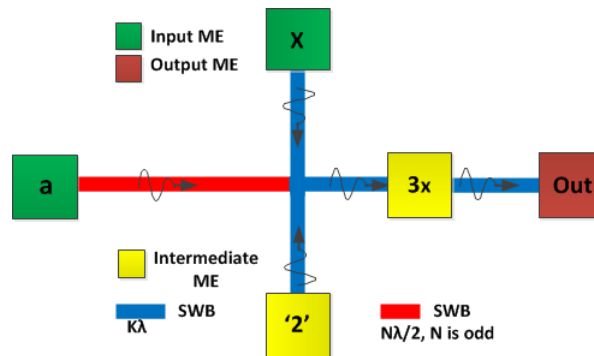 Input ME
Output ME
X
a
3x
Out
Intermediate
ME
SWB
Kλ
'2'
SWB
Nλ/2, N is odd